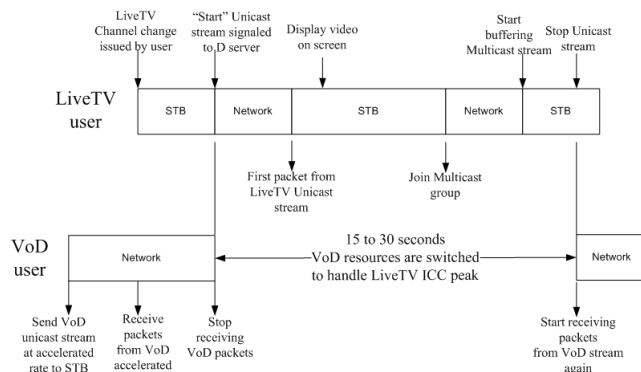 LiveTV
Channel change
issued by user
"Start" Unicast
stream signaled
to D server
Display video
on screen
Start
buffering
Multicast stream
Stop Unicast
stream
LiveTV
user
STB
Network
STB
Network
STB
First packet from
LiveTV Unicast
stream
Join Multicast
group
VoD
user
Network
15 to 30 seconds
VoD resources are switched
to handle LiveTV ICC peak
Network
Send VoD
unicast stream
at accelerated
rate to STB
Receive
packets
from VoD
accelerated
Stop
receiving
VoD packets
Start receiving
packets
from VoD stream
again